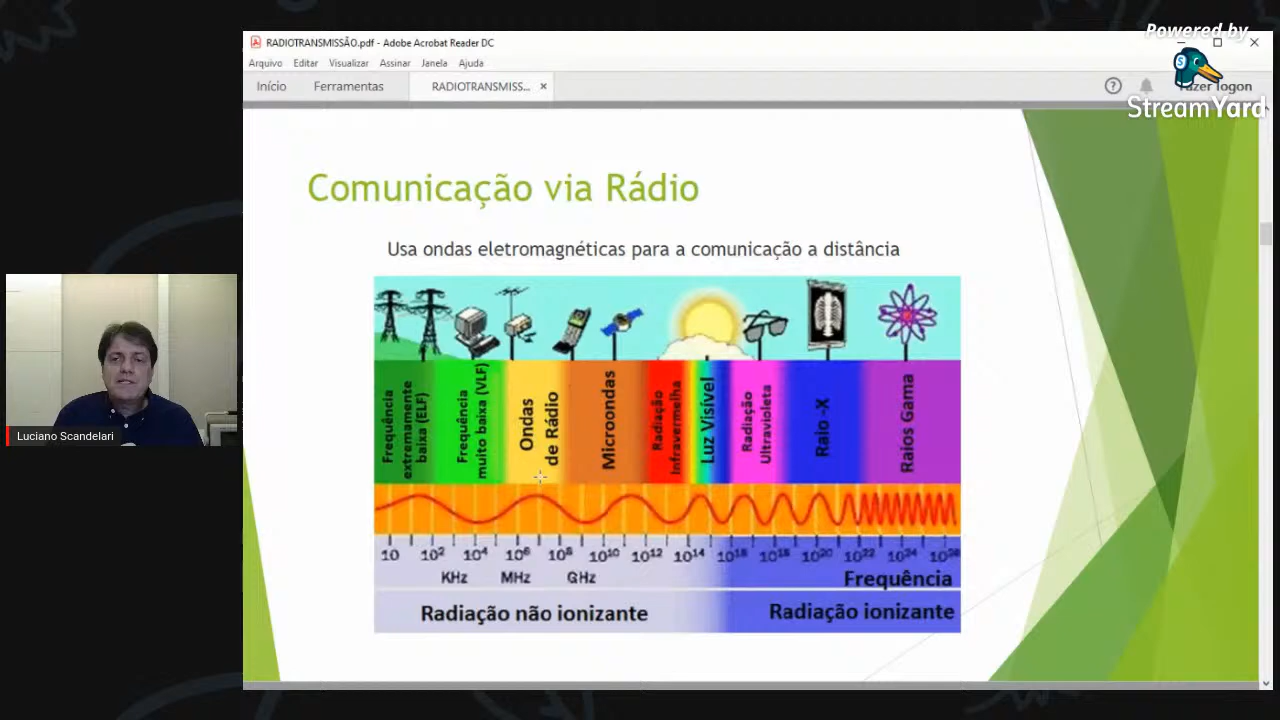 Powered by
StreamYard
RADIOTRANSMISSÃO.pdf - Adobe Acrobat Reader DC
Arquivo Editar Visualizar Assinar Janela Ajuda
Início Ferramentas RADIOTRANSMISS... × Fazer logon
Comunicação via Rádio
Usa ondas eletromagnéticas para a comunicação a distância
Frequência
extremamente
baixa (ELF)
Frequência
muito baixa (VLF)
Ondas
de Rádio
Microondas
Radiação
Infravermelha
Luz Visível
Radiação
Ultravioleta
Raio -X
Raios Gama
10 10² 10⁴ 10⁶ 10⁸ 10¹⁰ 10¹² 10¹⁴ 10¹⁶ 10¹⁸ 10²⁰ 10²² 10²⁴ 10²⁶
KHz MHz GHz Frequência
Radiação não ionizante Radiação ionizante
Luciano Scandelari